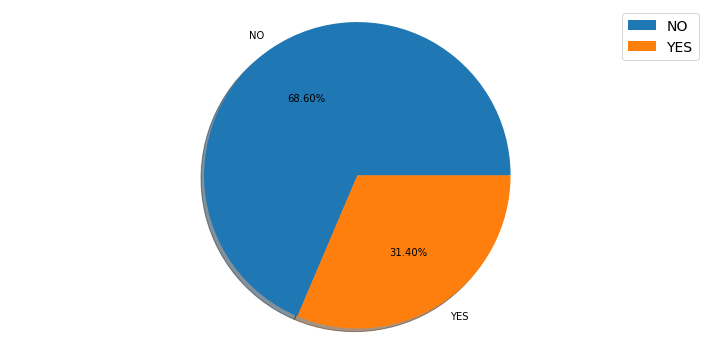 NO
68.60%
31.40%
YES
NO
YES